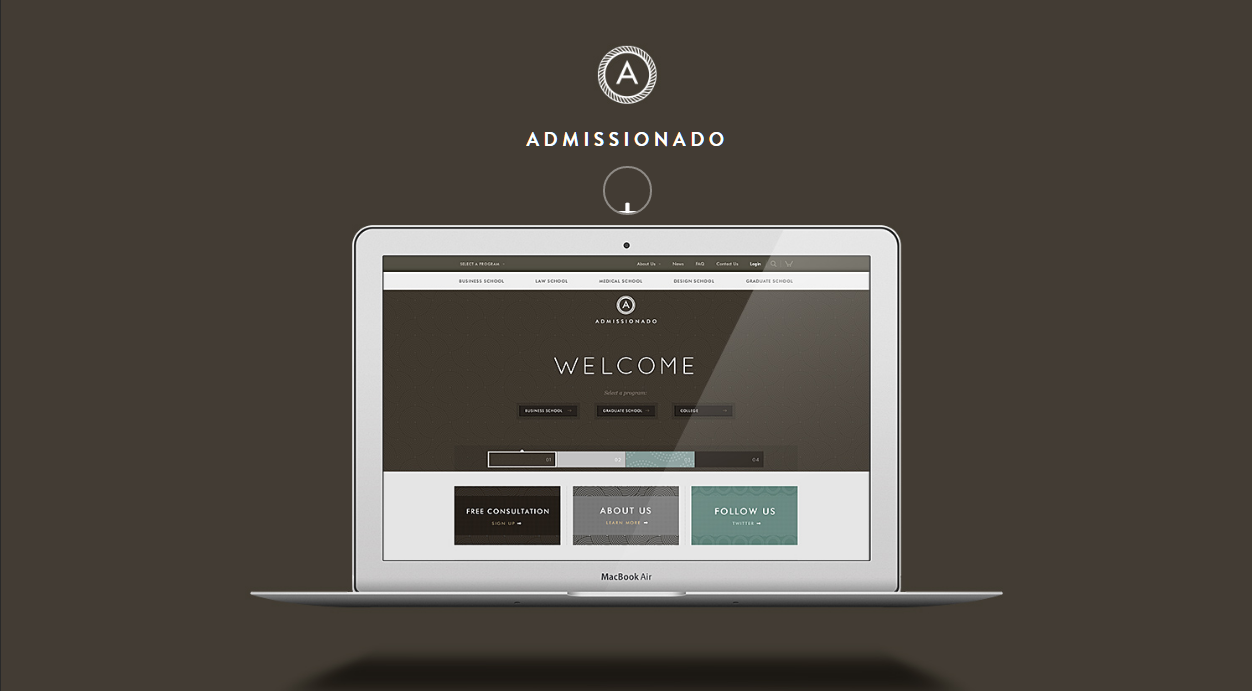 A
ADMISSIONADO
SELECT A PROGRAM
About Us
News
FAQ
Contact Us
Login
BUSINESS SCHOOL
LAW SCHOOL
MEDICAL SCHOOL
DESIGN SCHOOL
GRADUATE SCHOOL
A
ADMISSIONADO
WELCOME
Select a program:
BUSINESS SCHOOL
GRADUATE SCHOOL
COLLEGE
01
04
FREE CONSULTATION
SIGN UP ➡
ABOUT US
LEARN MORE ➡
FOLLOW US
TWITTER ➡
MacBook Air